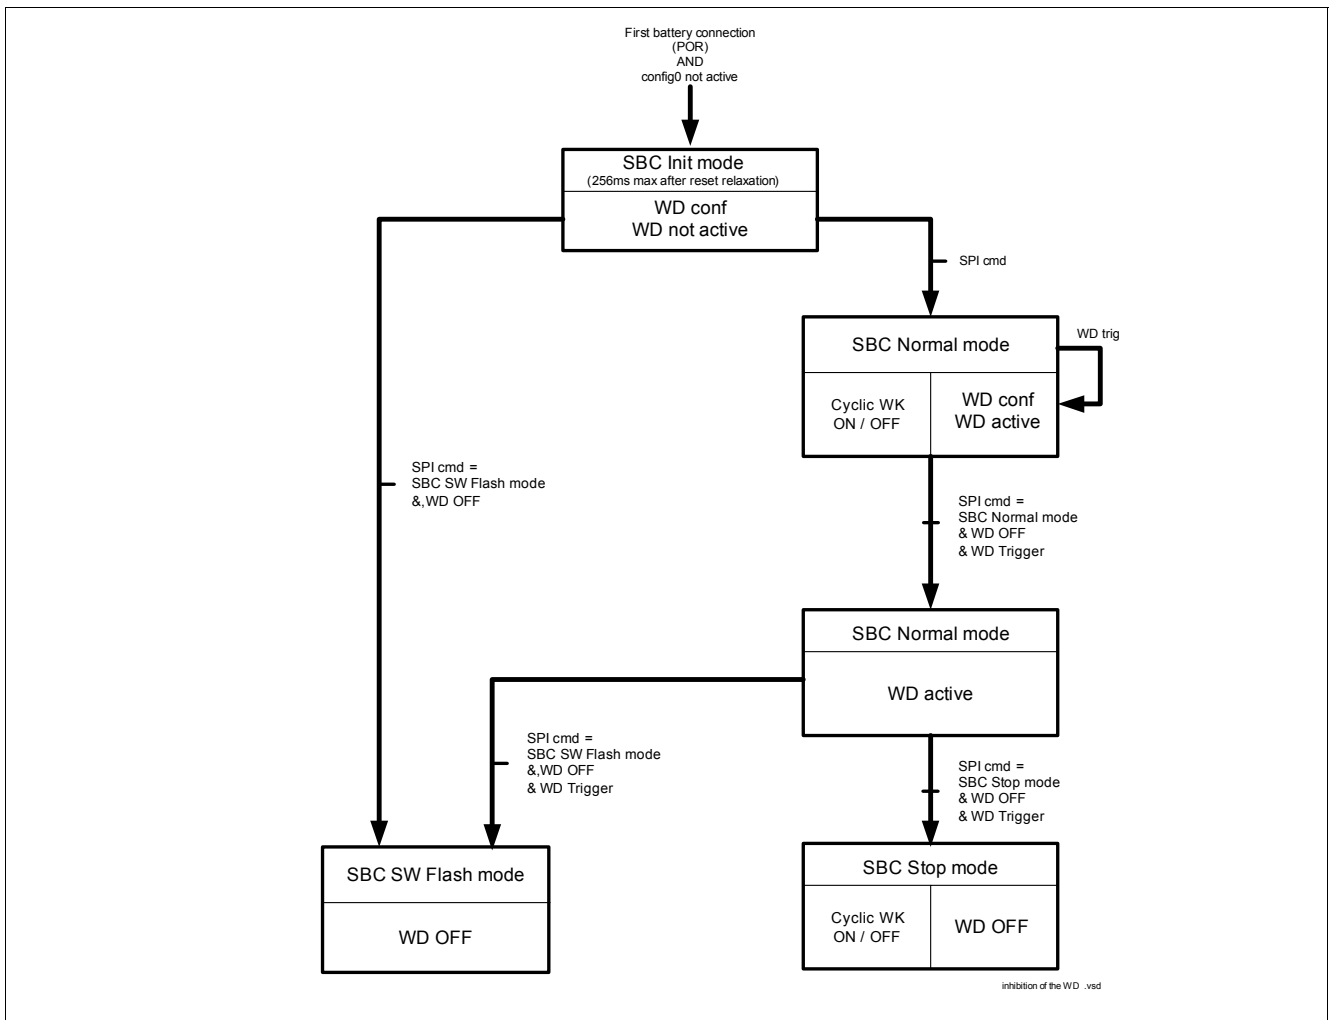 First battery connection
(POR)
AND
config0 not active
SBC Init mode
(256ms max after reset relaxation)
WD conf
WD not active
SPI cmd
SBC Normal mode
WD trig
Cyclic WK
ON / OFF
WD conf
WD active
SPI cmd =
SBC SW Flash mode
&,WD OFF
SPI cmd =
SBC Normal mode
& WD OFF
& WD Trigger
SBC Normal mode
WD active
SPI cmd =
SBC SW Flash mode
&,WD OFF
& WD Trigger
SPI cmd =
SBC Stop mode
& WD OFF
& WD Trigger
SBC SW Flash mode
WD OFF
SBC Stop mode
Cyclic WK
ON / OFF
WD OFF
inhibition of the WD .vsd